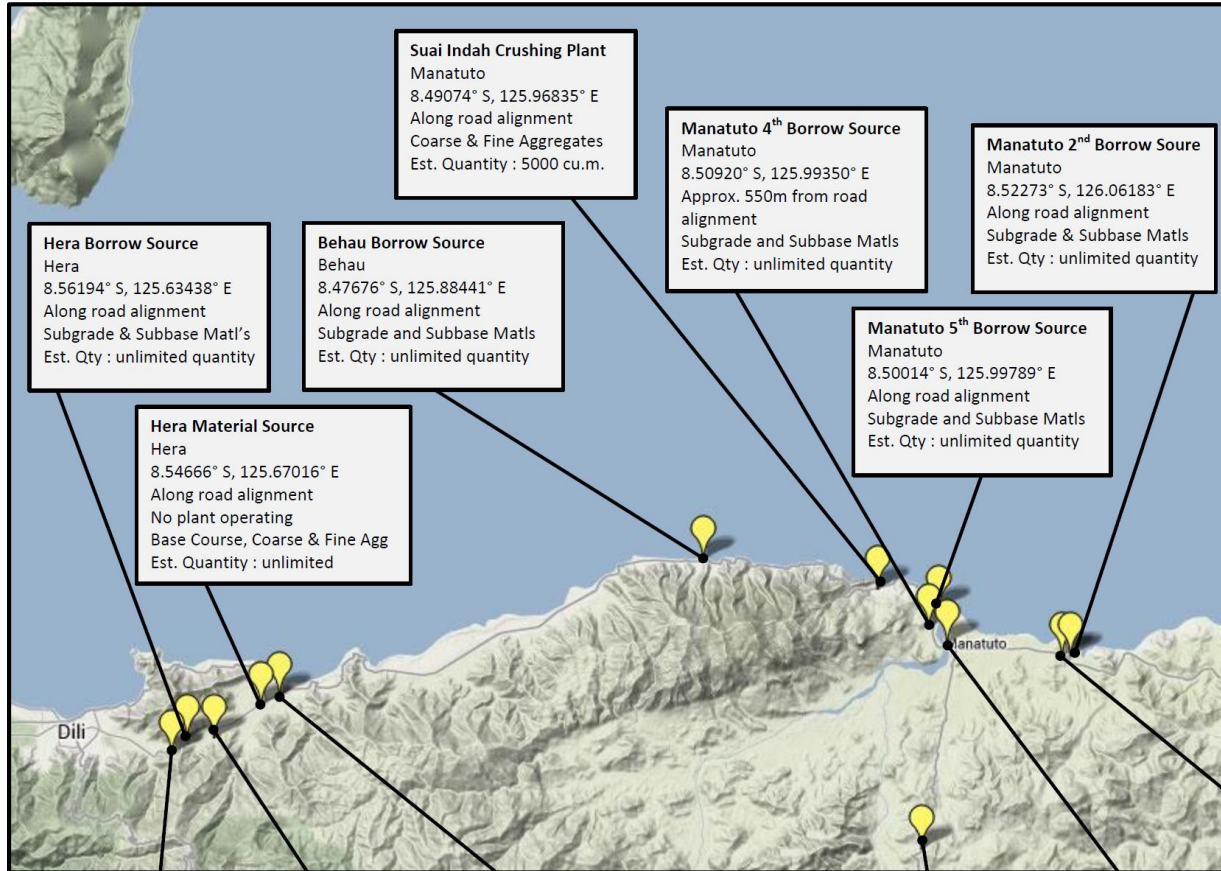 Suai Indah Crushing Plant
Manatuto
8.49074° S, 125.96835° E
Along road alignment
Coarse & Fine Aggregates
Est. Quantity : 5000 cu.m.
Manatuto 4th Borrow Source
Manatuto
8.50920° S, 125.99350° E
Approx. 550m from road
alignment
Subgrade and Subbase Matls
Est. Qty : unlimited quantity
Manatuto 2nd Borrow Soure
Manatuto
8.52273° S, 126.06183° E
Along road alignment
Subgrade & Subbase Matls
Est. Qty : unlimited quantity
Hera Borrow Source
Hera
8.56194° S, 125.63438° E
Along road alignment
Subgrade & Subbase Matl’s
Est. Qty : unlimited quantity
Behau Borrow Source
Behau
8.47676° S, 125.88441° E
Along road alignment
Subgrade and Subbase Matls
Est. Qty : unlimited quantity
Manatuto 5th Borrow Source
Manatuto
8.50014° S, 125.99789° E
Along road alignment
Subgrade and Subbase Matls
Est. Qty : unlimited quantity
Hera Material Source
Hera
8.54666° S, 125.67016° E
Along road alignment
No plant operating
Base Course, Coarse & Fine Agg
Est. Quantity : unlimited
Manatuto
Dili